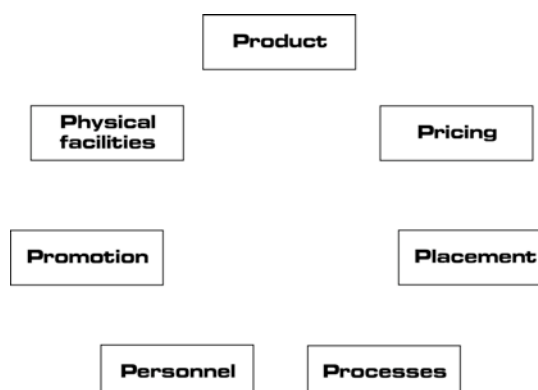 Product
Physical
facilities
Pricing
Promotion
Placement
Personnel
Processes